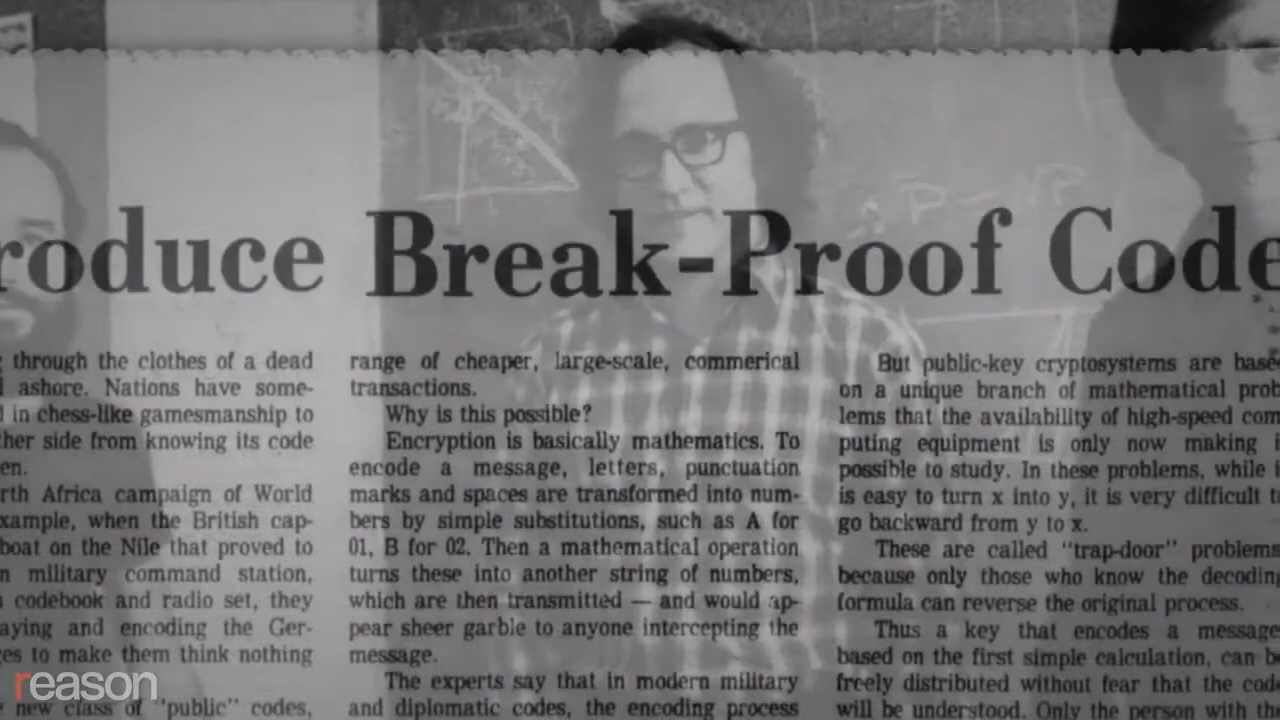 roduce Break-Proof Code
through the clothes of a dead
ashore. Nations have some-
in chess-like gamesmanship to
her side from knowing its code
en.
rth Africa campaign of World
xample, when the British cap-
boat on the Nile that proved to
n military command station,
codebook and radio set, they
aying and encoding the Ger-
es to make them think nothing
new class of "public" codes,
range of cheaper, large-scale, commerical
transactions.
Why is this possible?
Encryption is basically mathematics. To
encode a message, letters, punctuation
marks and spaces are transformed into num-
bers by simple substitutions, such as A for
01, B for 02. Then a mathematical operation
turns these into another string of numbers,
which are then transmitted — and would ap-
pear sheer garble to anyone intercepting the
message.
The experts say that in modern military
and diplomatic codes, the encoding process
But public-key cryptosystems are base
on a unique branch of mathematical prob
lems that the availability of high-speed com
puting equipment is only now making i
possible to study. In these problems, while i
is easy to turn x into y, it is very difficult t
go backward from y to x.
These are called "trap-door" problems
because only those who know the decodin
formula can reverse the original process.
Thus a key that encodes a message
based on the first simple calculation, can b
freely distributed without fear that the cod
will be understood. Only the person with the
reason